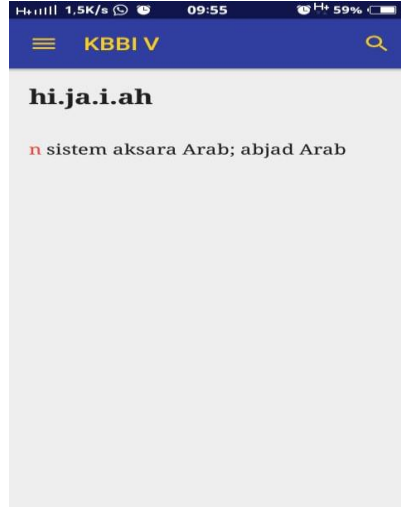 H+ 1,5K/s 09:55 H+ 59%
KBBI V
hi.ja.i.ah
n sistem aksara Arab; abjad Arab